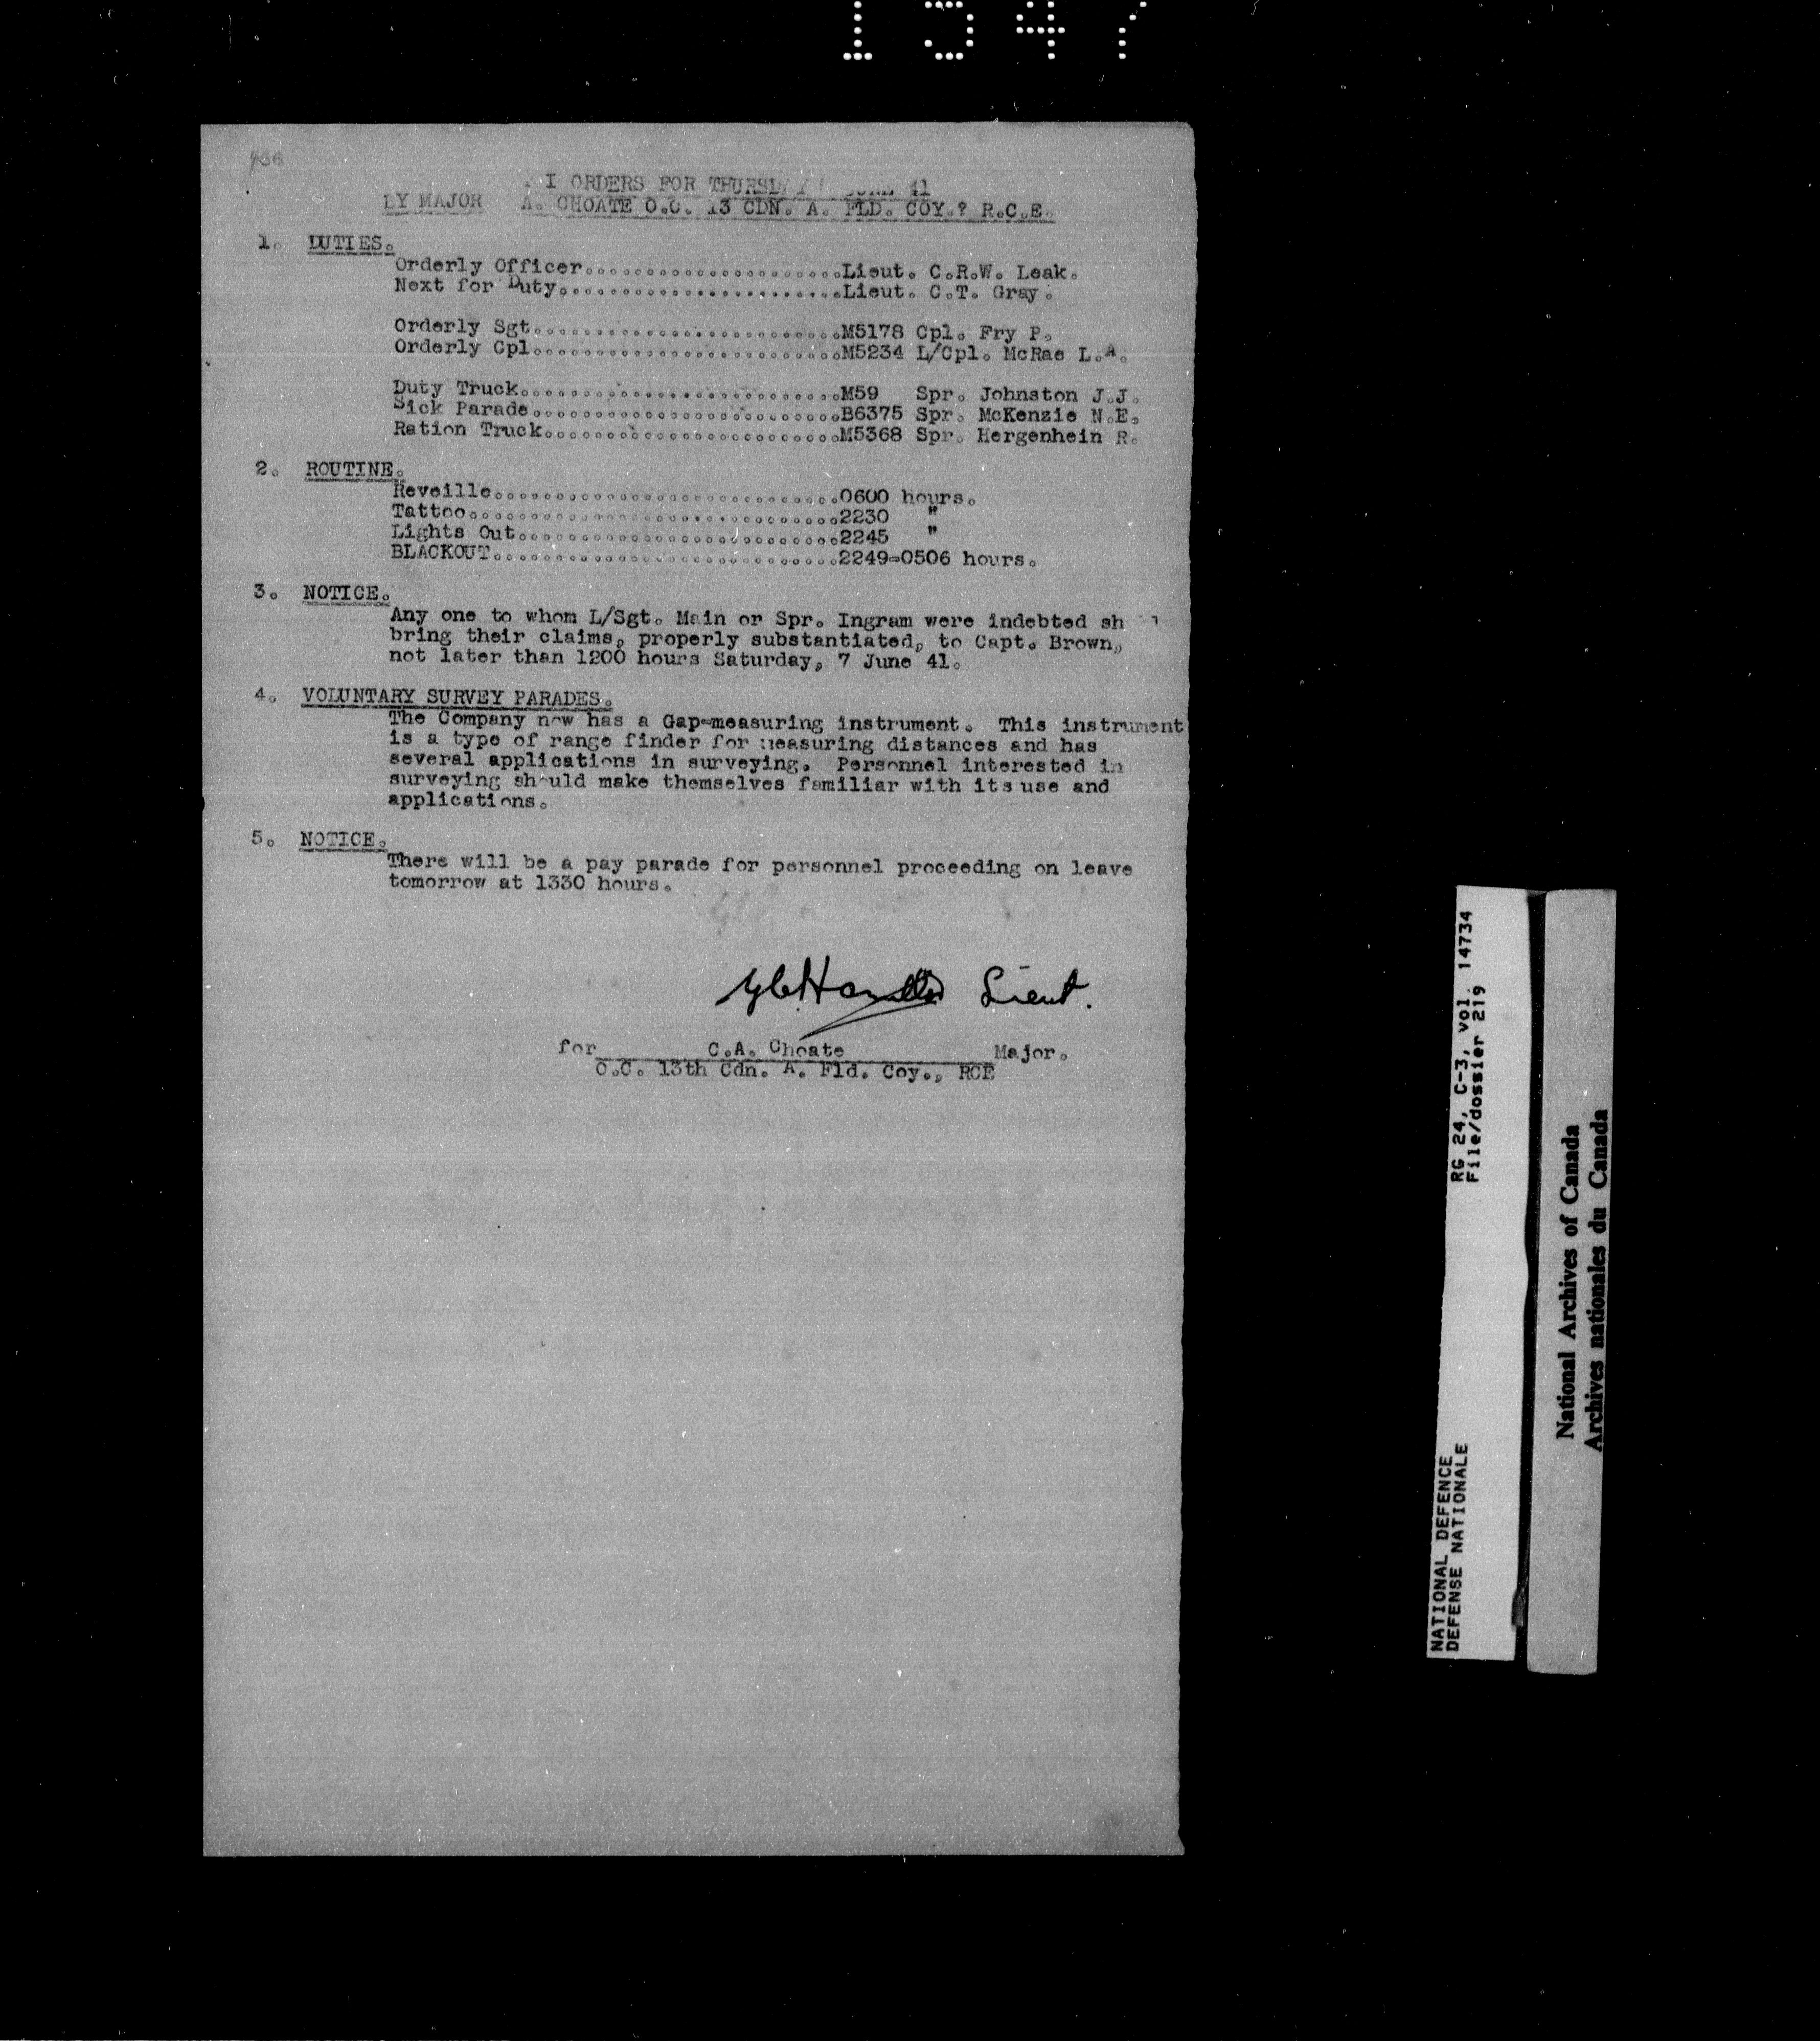 1547
936
I ORDERS FOR 41
BY MAJOR A. CHOATE O.C. 13 CDN. A. FLD. COY.? R.C.E.
1. DUTIES.
Orderly Officer......................Lieut. C.R.W. Leak.
Next for Duty........................Lieut. C.T. Gray.
Orderly Sgt..........................M5178 Cpl. Fry P.
Orderly Cpl..........................M5234 L/Cpl. McRae L.A.
Duty Truck...........................M59 Spr. Johnston J.J.
Sick Parade..........................B6375 Spr. McKenzie N.E.
Ration Truck.........................M5368 Spr. Hergenhein R.
2. ROUTINE.
Reveille.............................0600 hours.
Tattoo...............................2230 "
Lights Out...........................2245 "
BLACKOUT.............................2249-0506 hours.
3. NOTICE.
Any one to whom L/Sgt. Main or Spr. Ingram were indebted sh
bring their claims, properly substantiated, to Capt. Brown,
not later than 1200 hours Saturday, 7 June 41.
4. VOLUNTARY SURVEY PARADES.
The Company now has a Gap-measuring instrument. This instrument
is a type of range finder for measuring distances and has
several applications in surveying. Personnel interested in
surveying should make themselves familiar with its use and
applications.
5. NOTICE.
There will be a pay parade for personnel proceeding on leave
tomorrow at 1330 hours.
Lieut.
for C.A. Choate Major.
O.C. 13th Cdn. A. Fld. Coy., RCE
NATIONAL DEFENCE RG 24, C-3, vol. 14734
DEFENSE NATIONALE File/dossier 219
National Archives of Canada
Archives nationales du Canada